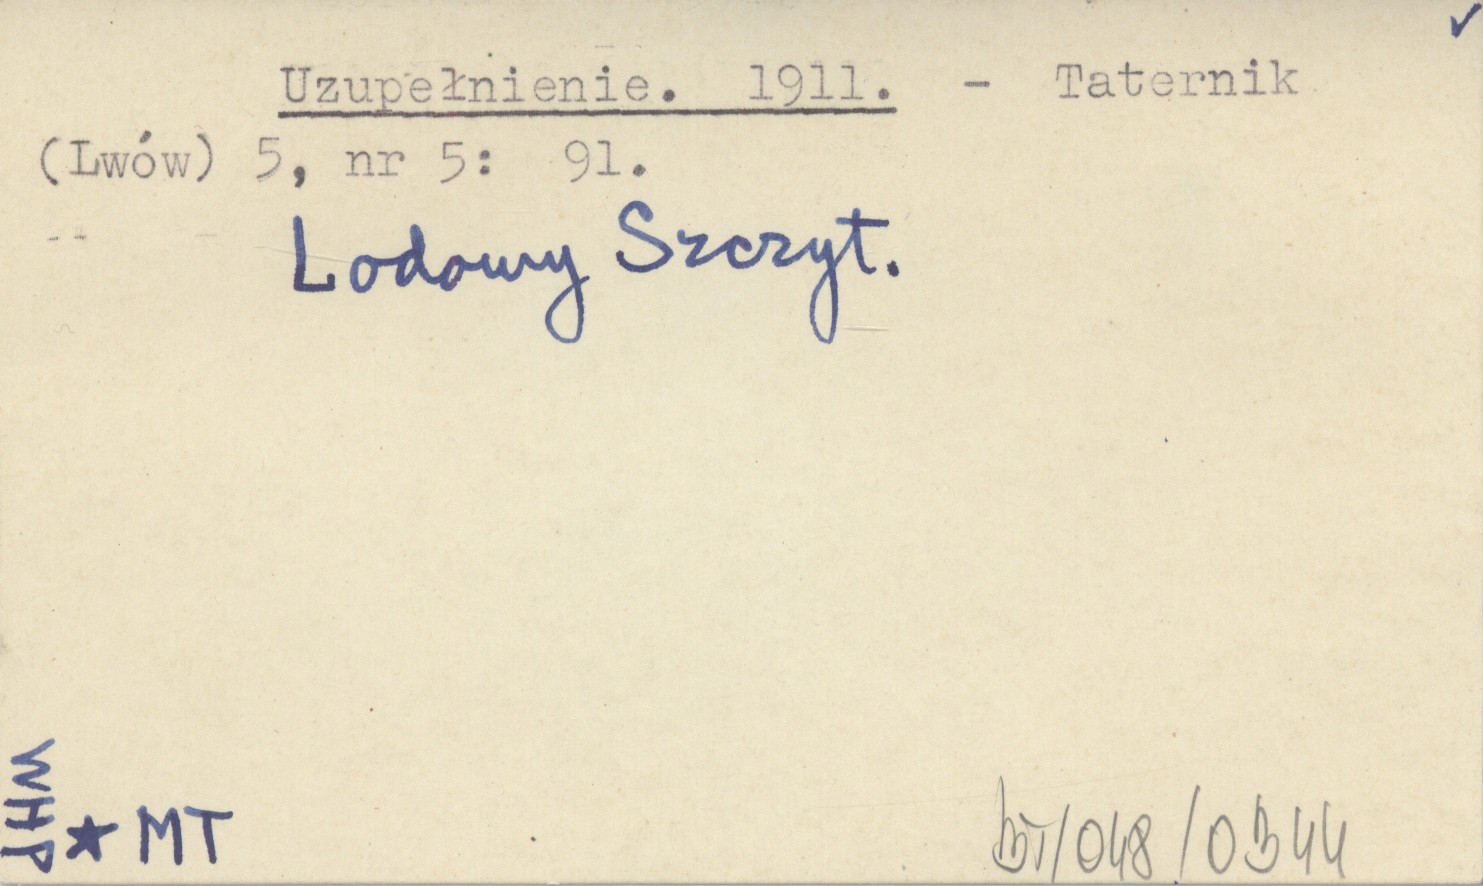 Uzupełnienie. 1911. - Taternik
(Lwów) 5, nr 5: 91.
Lodowy Szczyt.
WHP
★ MT
BT/048/0344